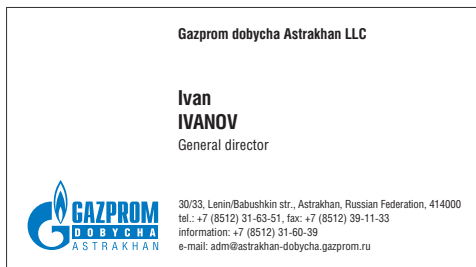 Gazprom dobycha Astrakhan LLC
Ivan
IVANOV
General director
GAZPROM
DOBYCHA
ASTRAKHAN
30/33, Lenin/Babushkin str., Astrakhan, Russian Federation, 414000
tel.: +7 (8512) 31-63-51, fax: +7 (8512) 39-11-33
information: +7 (8512) 31-60-39
e-mail: adm@astrakhan-dobycha.gazprom.ru